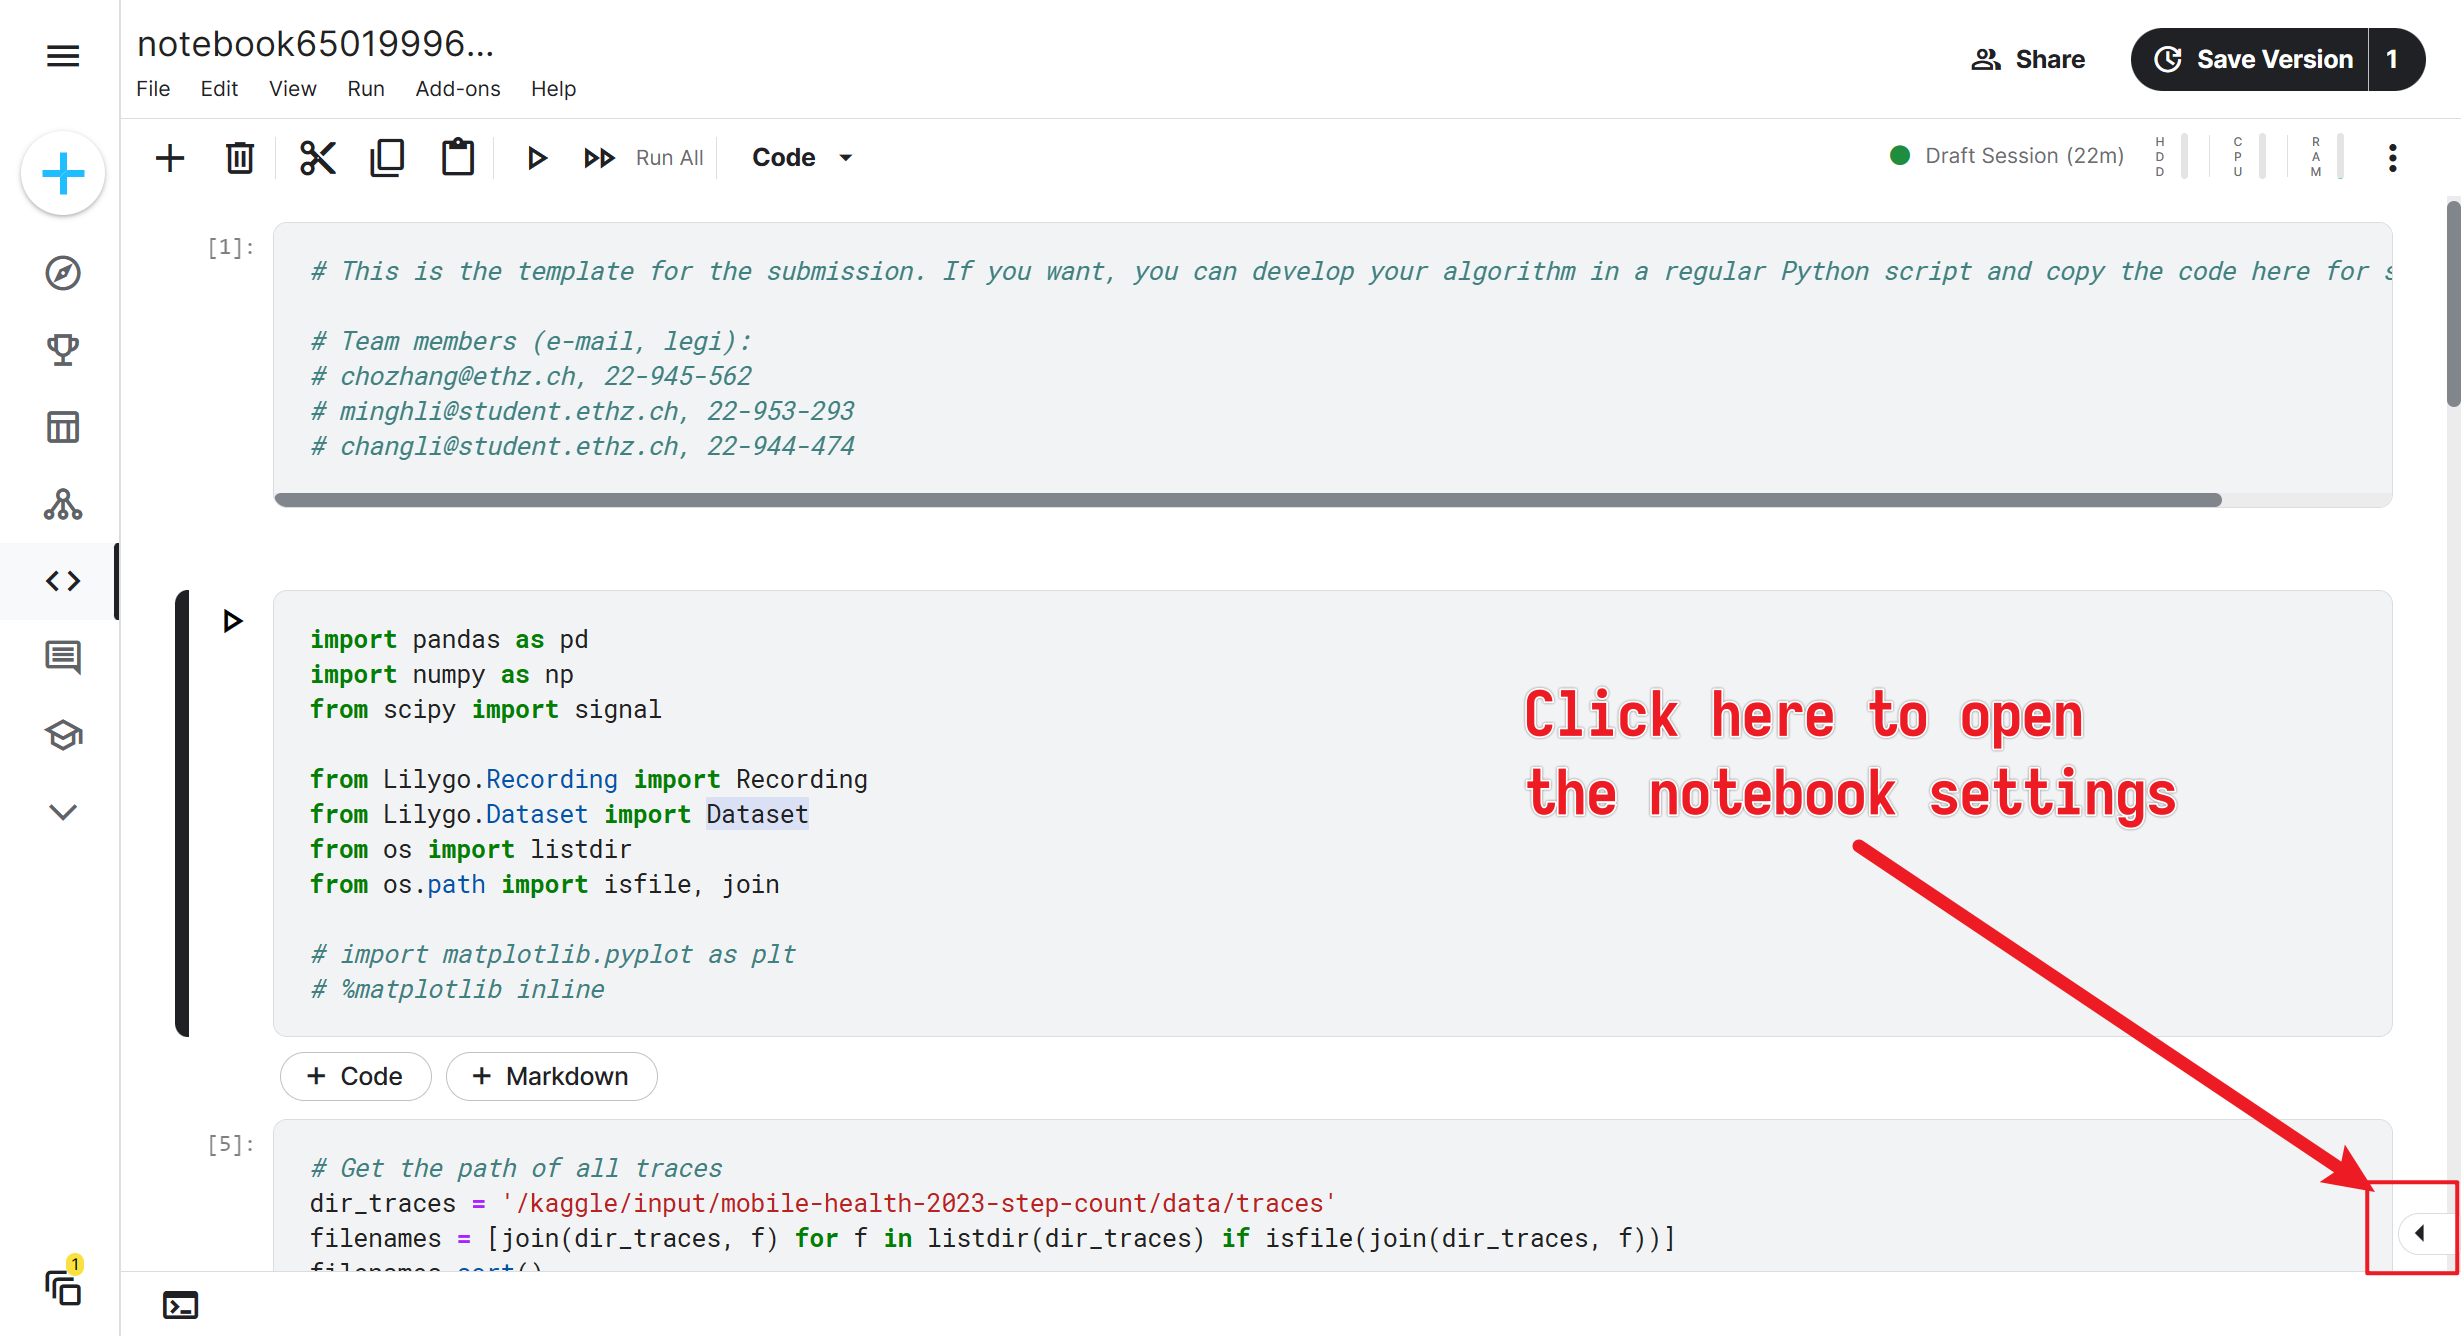 notebook65019996...
File Edit View Run Add-ons Help
Share
Save Version 1
Run All
Code
Draft Session (22m)
HDD
CPU
RAM
[1]:
# This is the template for the submission. If you want, you can develop your algorithm in a regular Python script and copy the code here for s
# Team members (e-mail, legi):
# chozhang@ethz.ch, 22-945-562
# minghli@student.ethz.ch, 22-953-293
# changli@student.ethz.ch, 22-944-474
import pandas as pd
import numpy as np
from scipy import signal
from Lilygo.Recording import Recording
from Lilygo.Dataset import Dataset
from os import listdir
from os.path import isfile, join
# import matplotlib.pyplot as plt
# %matplotlib inline
Click here to open
the notebook settings
+ Code
+ Markdown
[5]:
# Get the path of all traces
dir_traces = '/kaggle/input/mobile-health-2023-step-count/data/traces'
filenames = [join(dir_traces, f) for f in listdir(dir_traces) if isfile(join(dir_traces, f))]
filenames.sort()
1